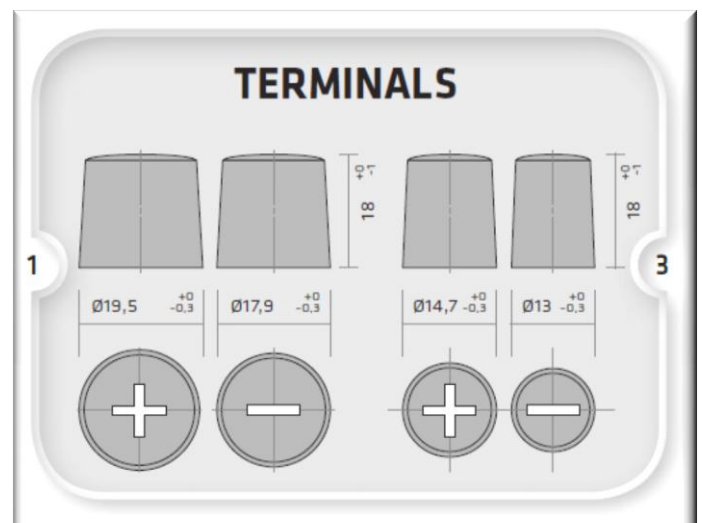 TERMINALS
18 +0 -1
18 +0 -1
1
3
Ø19,5 +0 -0,3
Ø17,9 +0 -0,3
Ø14,7 +0 -0,3
Ø13 +0 -0,3